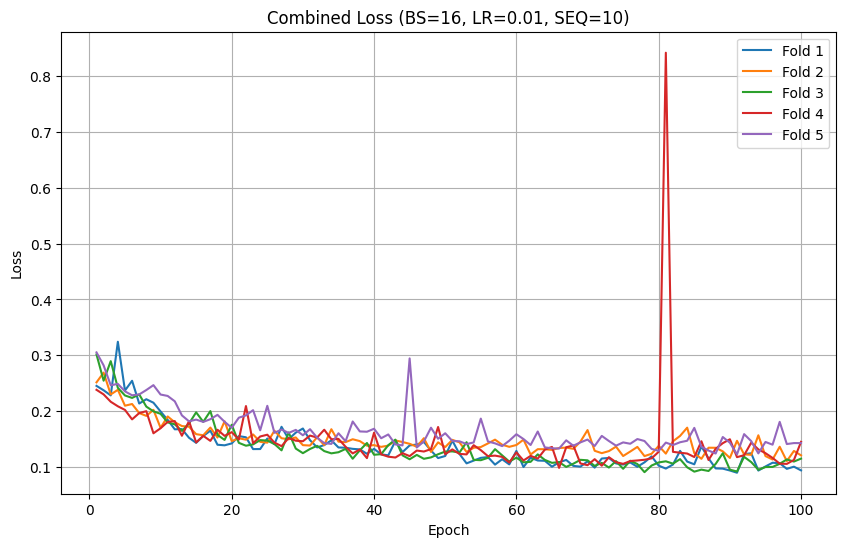 Combined Loss (BS=16, LR=0.01, SEQ=10)
Fold 1
Fold 2
Fold 3
Fold 4
Fold 5
Loss
0.8
0.7
0.6
0.5
0.4
0.3
0.2
0.1
0 20 40 60 80 100
Epoch